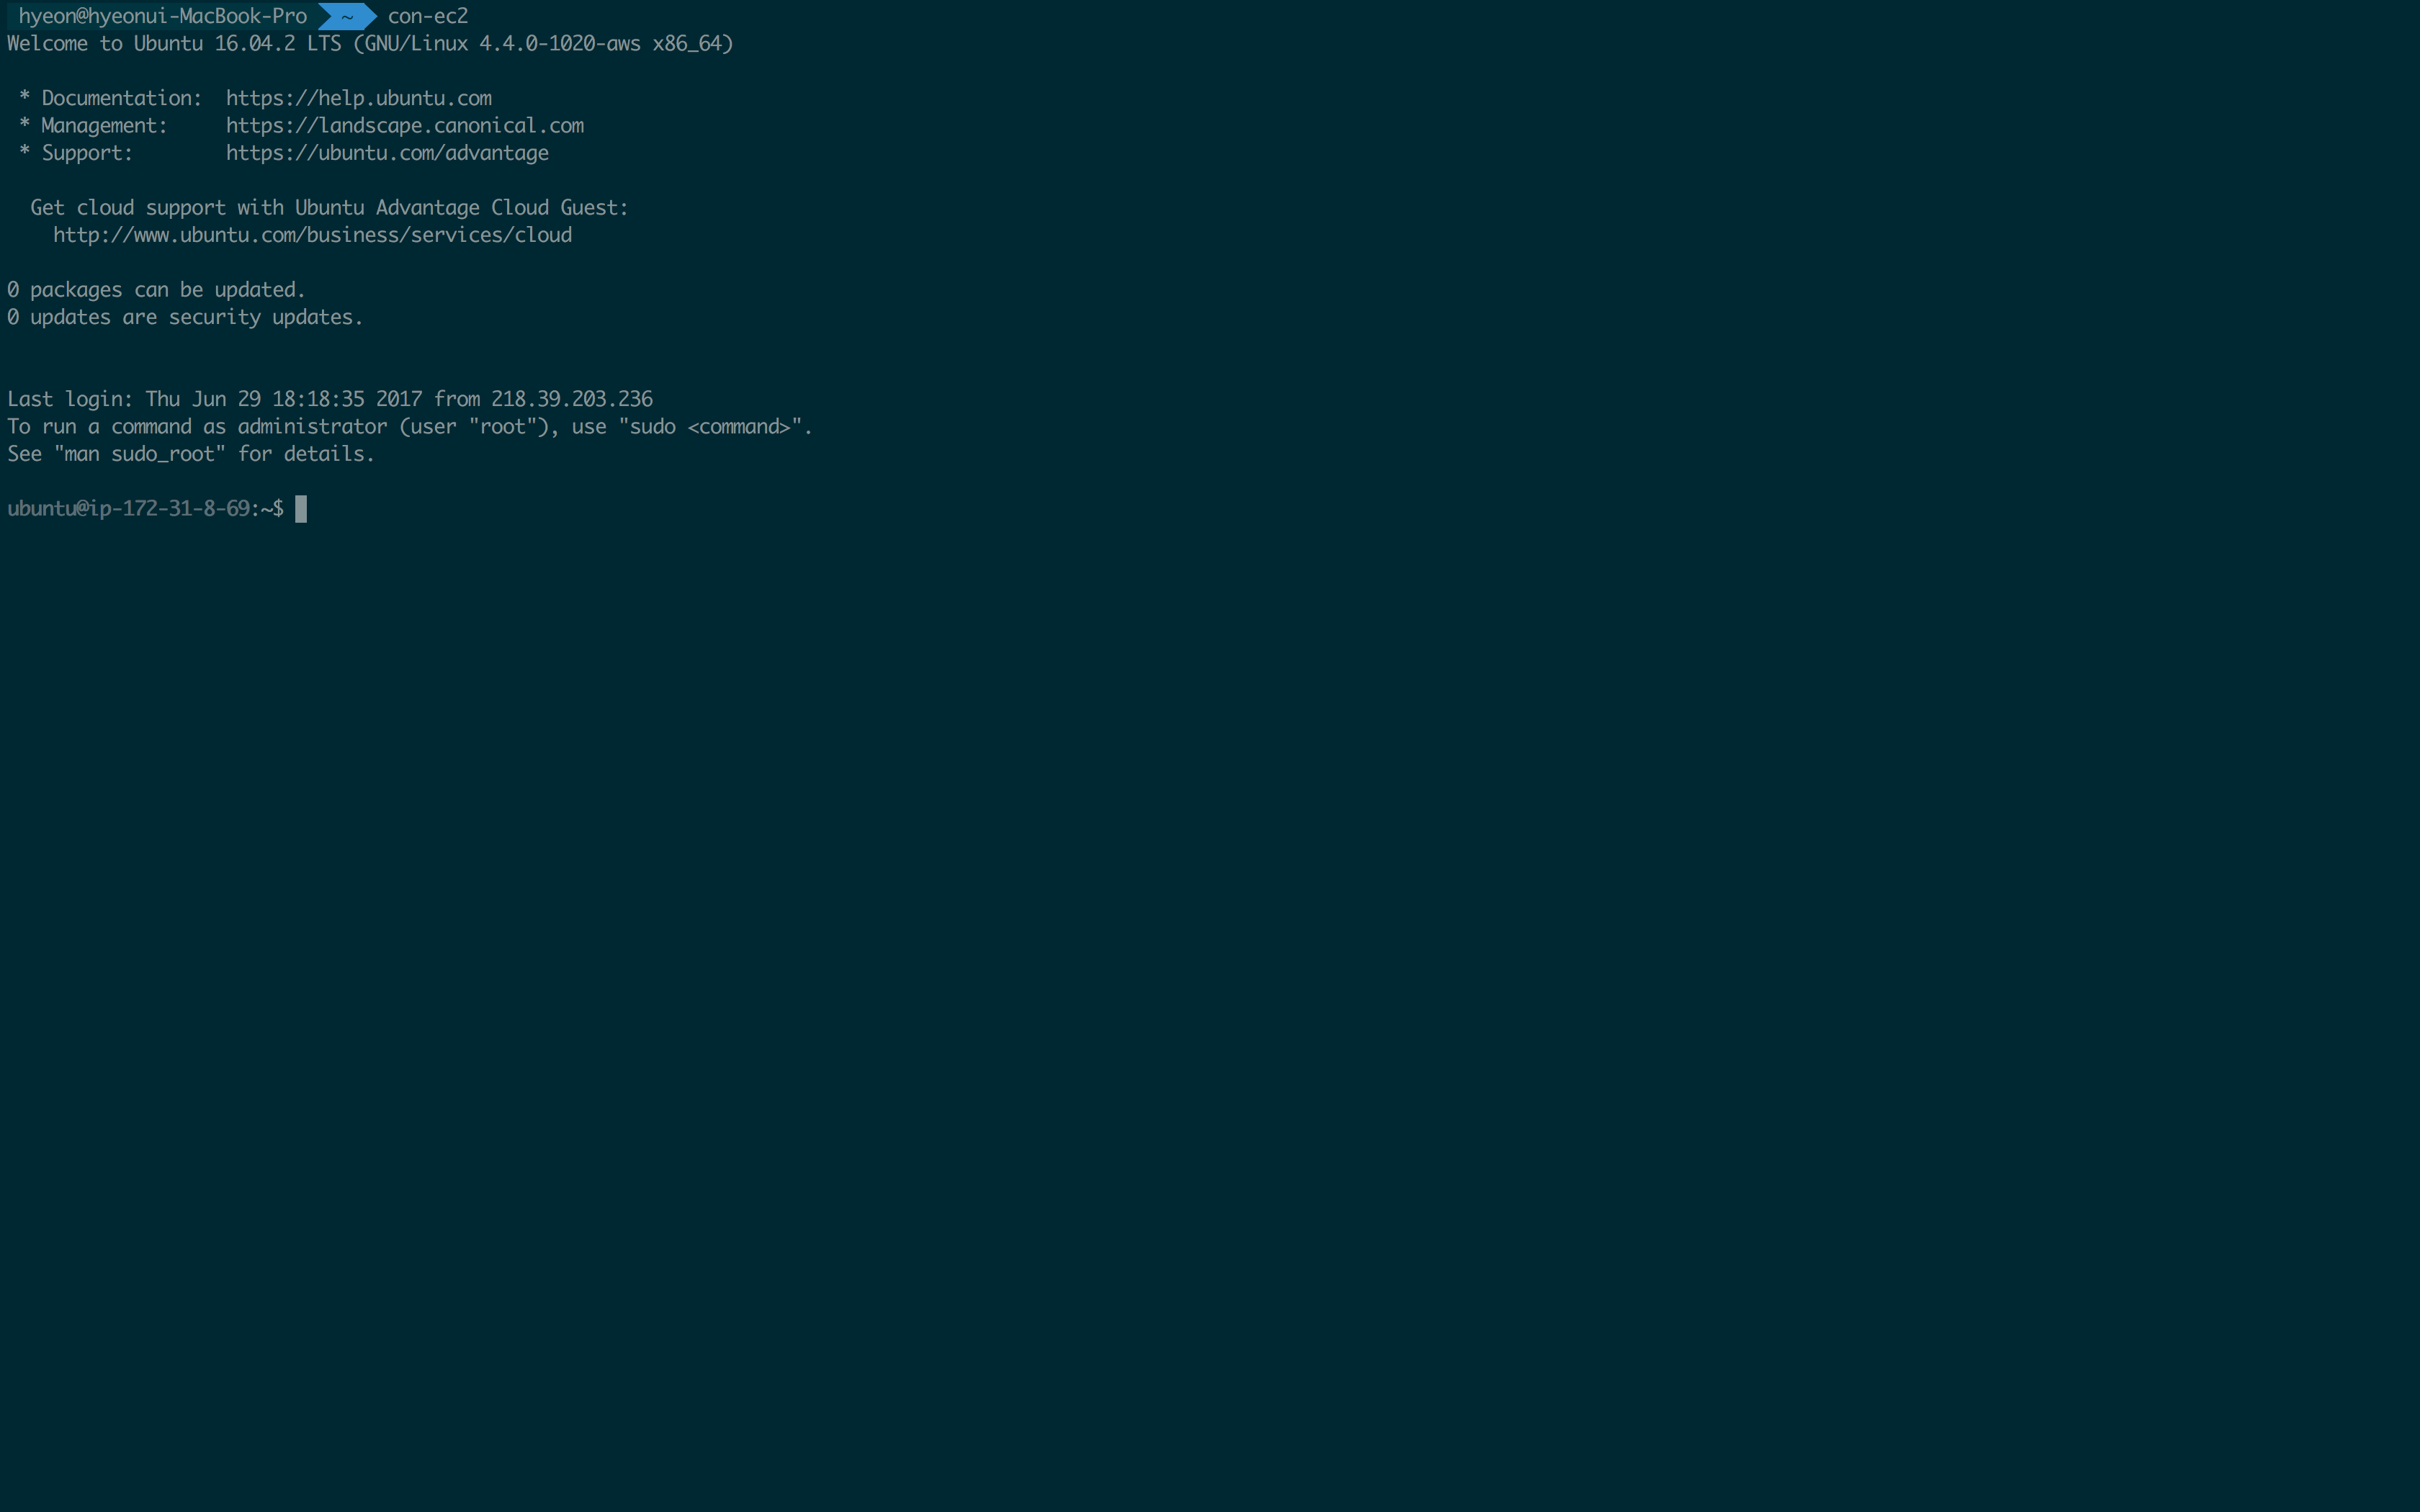 hyeon@hyeonui-MacBook-Pro ~ con-ec2
Welcome to Ubuntu 16.04.2 LTS (GNU/Linux 4.4.0-1020-aws x86_64)
* Documentation: https://help.ubuntu.com
* Management: https://landscape.canonical.com
* Support: https://ubuntu.com/advantage
Get cloud support with Ubuntu Advantage Cloud Guest:
http://www.ubuntu.com/business/services/cloud
0 packages can be updated.
0 updates are security updates.
Last login: Thu Jun 29 18:18:35 2017 from 218.39.203.236
To run a command as administrator (user "root"), use "sudo <command>".
See "man sudo_root" for details.
ubuntu@ip-172-31-8-69:~$